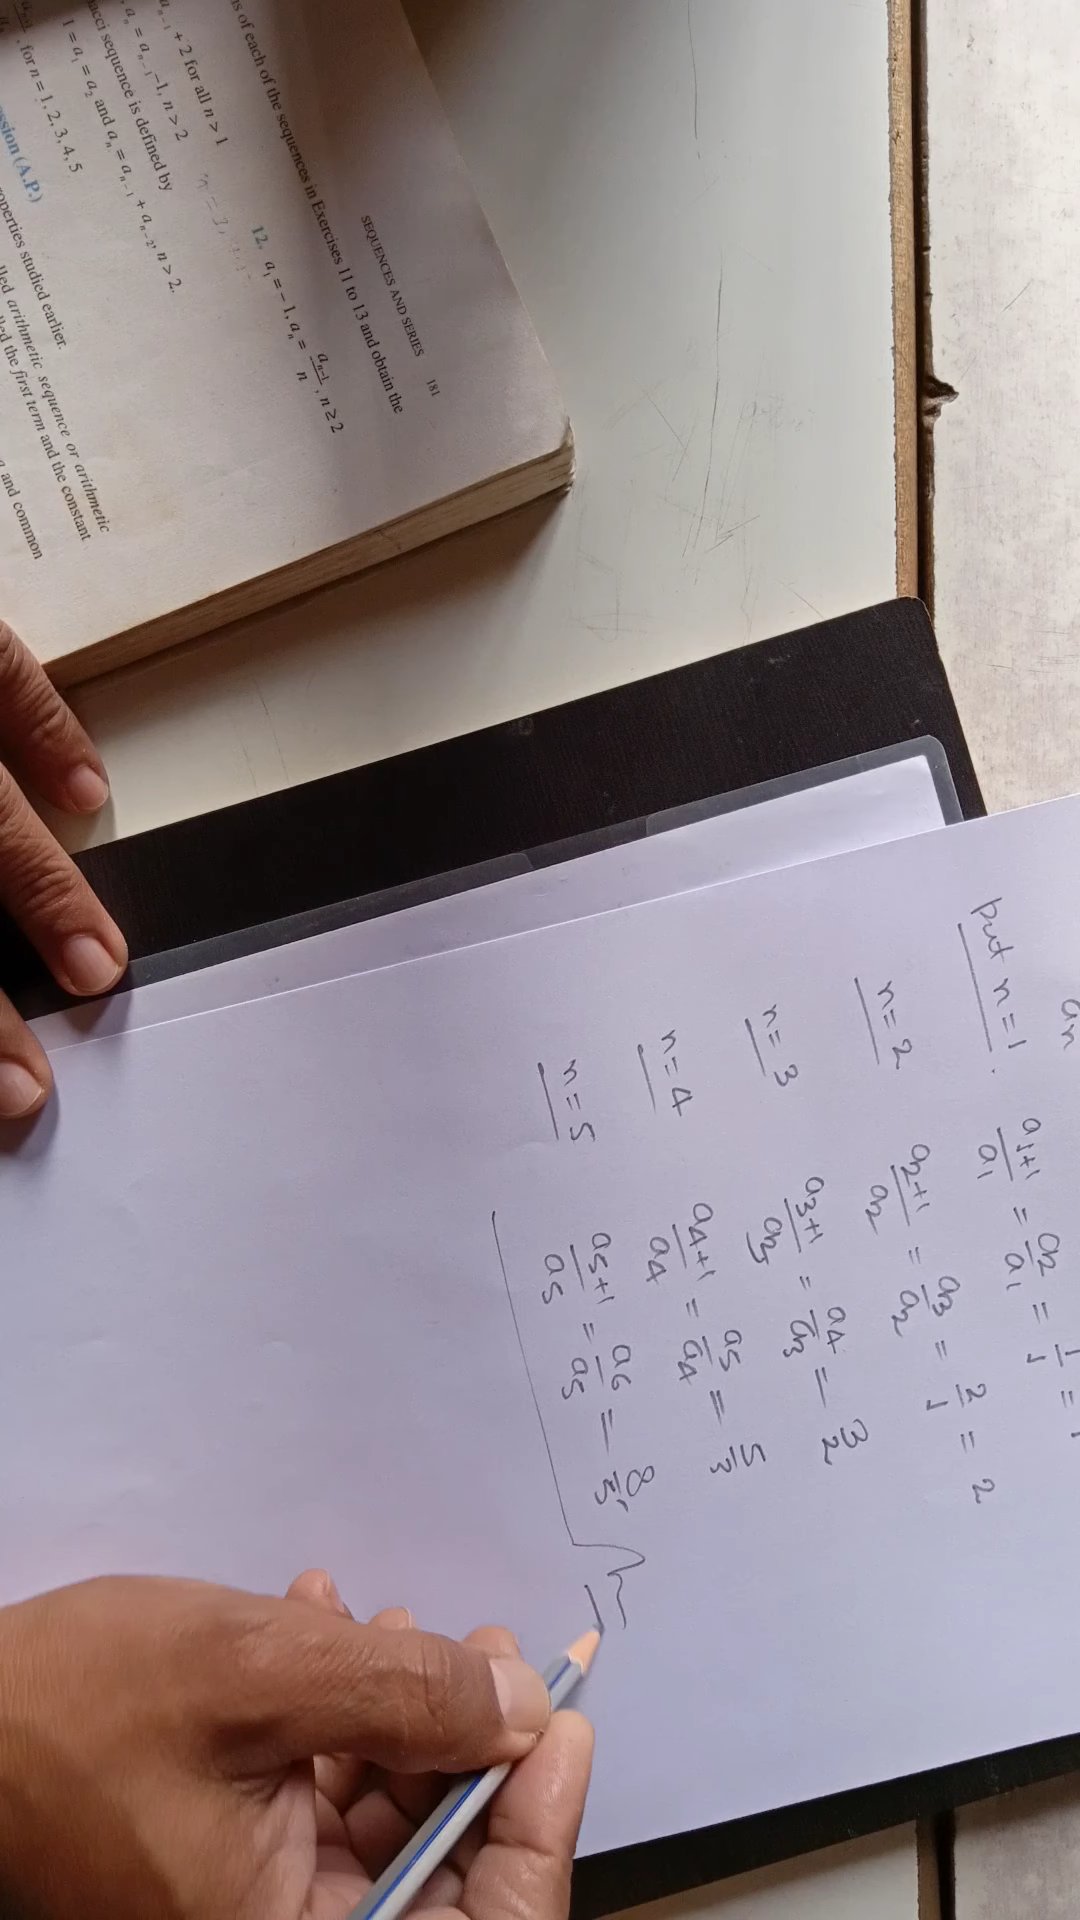 SEQUENCES AND SERIES 181
of each of the sequences in Exercises 11 to 13 and obtain the
12. a₁ = – 1, aₙ = aₙ₋₁/n, n ≥ 2
+ 2 for all n > 1
aₙ = aₙ₋₁ – 1, n > 2
sequence is defined by
1 = a₁ = a₂ and aₙ = aₙ₋₁ + aₙ₋₂, n > 2.
, for n = 1, 2, 3, 4, 5
(A.P.)
studied earlier.
arithmetic sequence or arithmetic
the first term and the constant
and common
an
put n = 1. a1+1/a1 = a2/a1 = 1/1 = 1
n = 2 a2+1/a2 = a3/a2 = 2/1 = 2
n = 3 a3+1/a3 = a4/a3 = 3/2
n = 4 a4+1/a4 = a5/a4 = 5/3
n = 5 a5+1/a5 = a6/a5 = 8/5